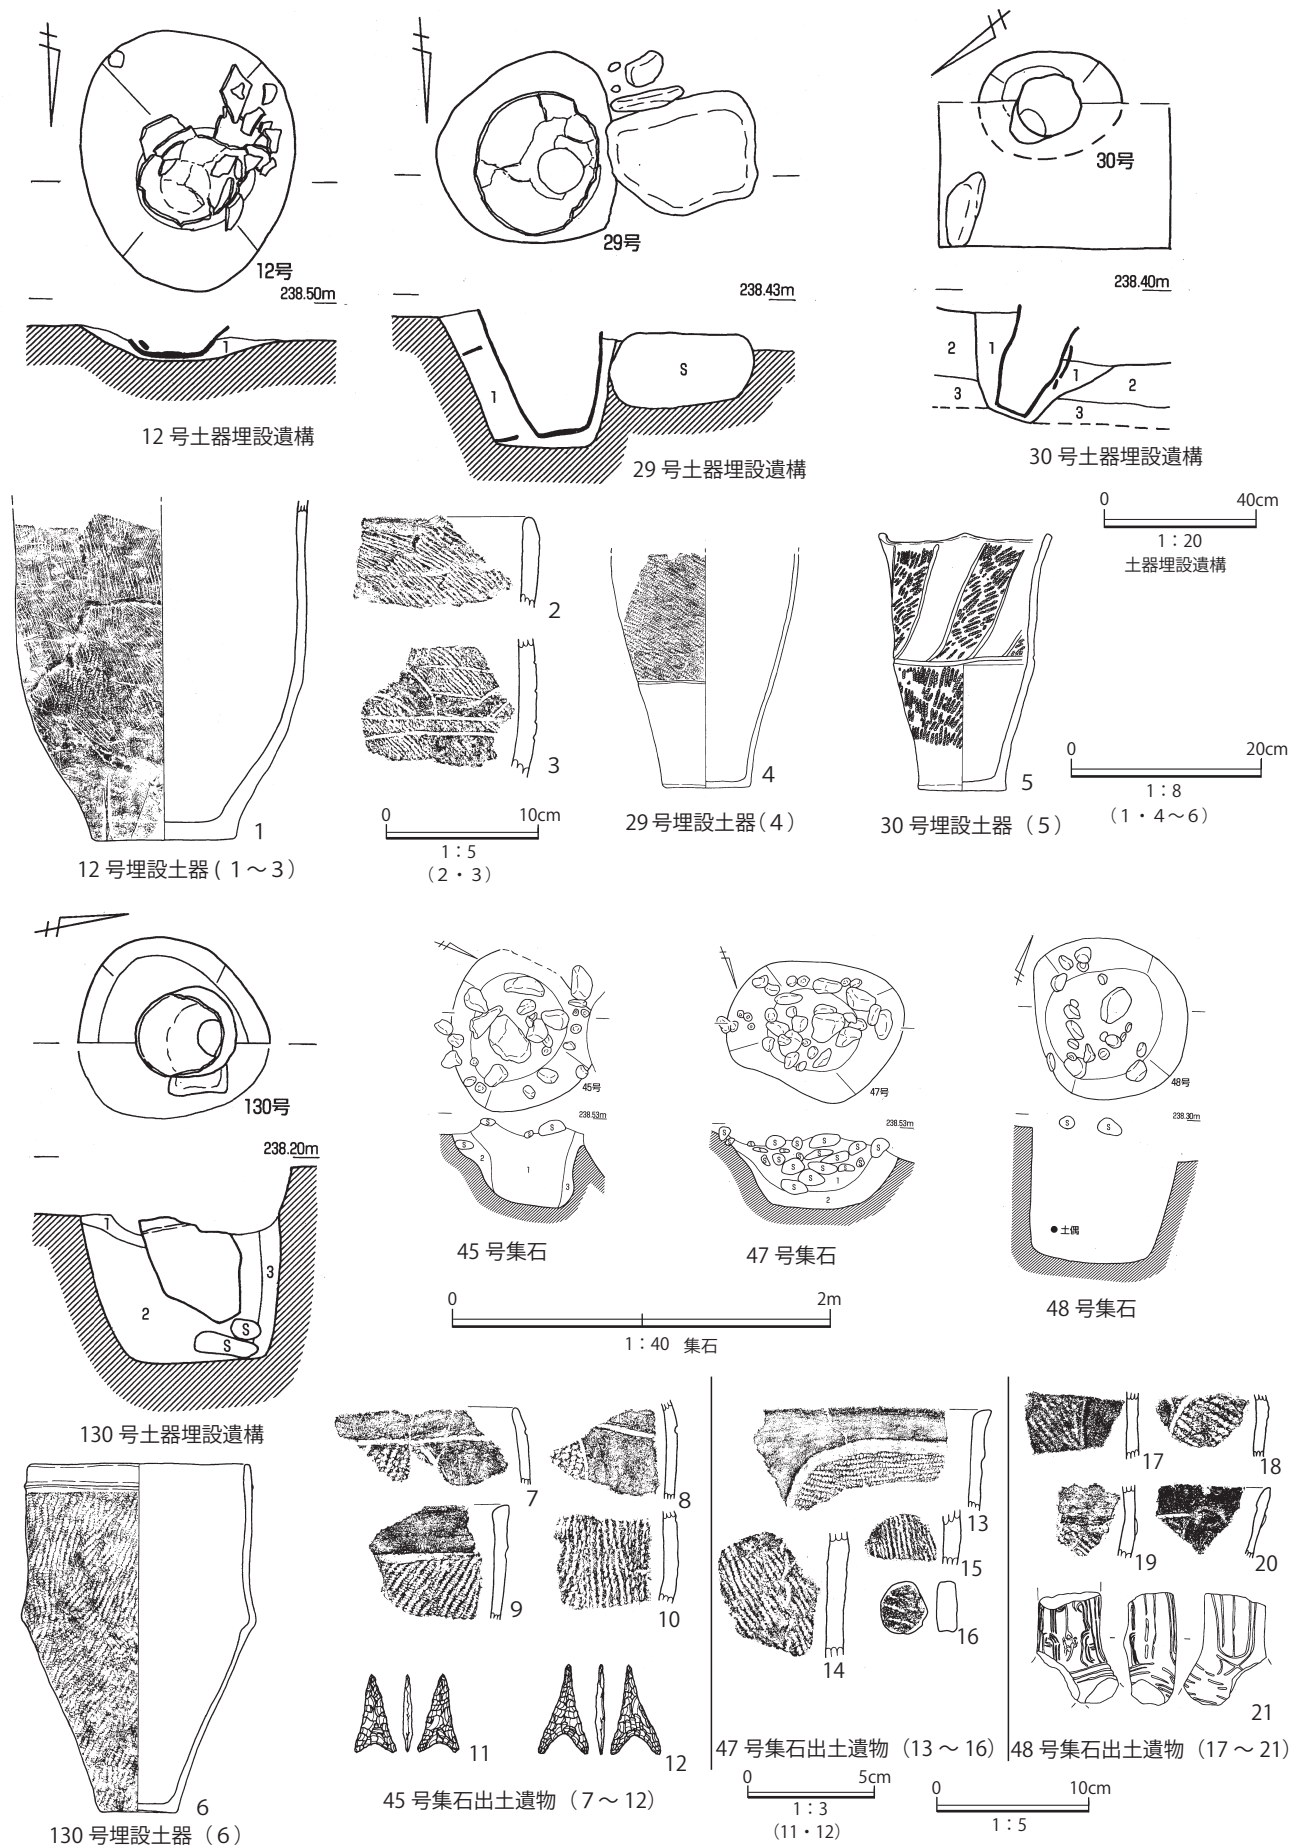 12号
238.50m
1
12 号土器埋設遺構
29号
238.43m
1
S
29 号土器埋設遺構
30号
238.40m
2
1
3
1
2
3
30 号土器埋設遺構
0 40cm
1：20
土器埋設遺構
1
12 号埋設土器 ( 1 ～ 3 )
2
3
0 10cm
1：5
（2・3）
4
29 号埋設土器（ 4 ）
5
30 号埋設土器（ 5 ）
0 20cm
1：8
（1・4～6）
130号
238.20m
1
2
3
S
S
130 号土器埋設遺構
6
130 号埋設土器（ 6 ）
45号
238.53m
S
S
S
S
2
1
3
45 号集石
47号
238.53m
S S S S S S S S S S S
1
2
47 号集石
48号
238.30m
S S
●土偶
48 号集石
0 2m
1：40 集石
7
8
9
10
11
12
45 号集石出土遺物（ 7 ～ 12）
13
14
15
16
47 号集石出土遺物（13 ～ 16）
0 5cm
1：3
（11・12）
17
18
19
20
21
48 号集石出土遺物（17 ～ 21）
0 10cm
1：5